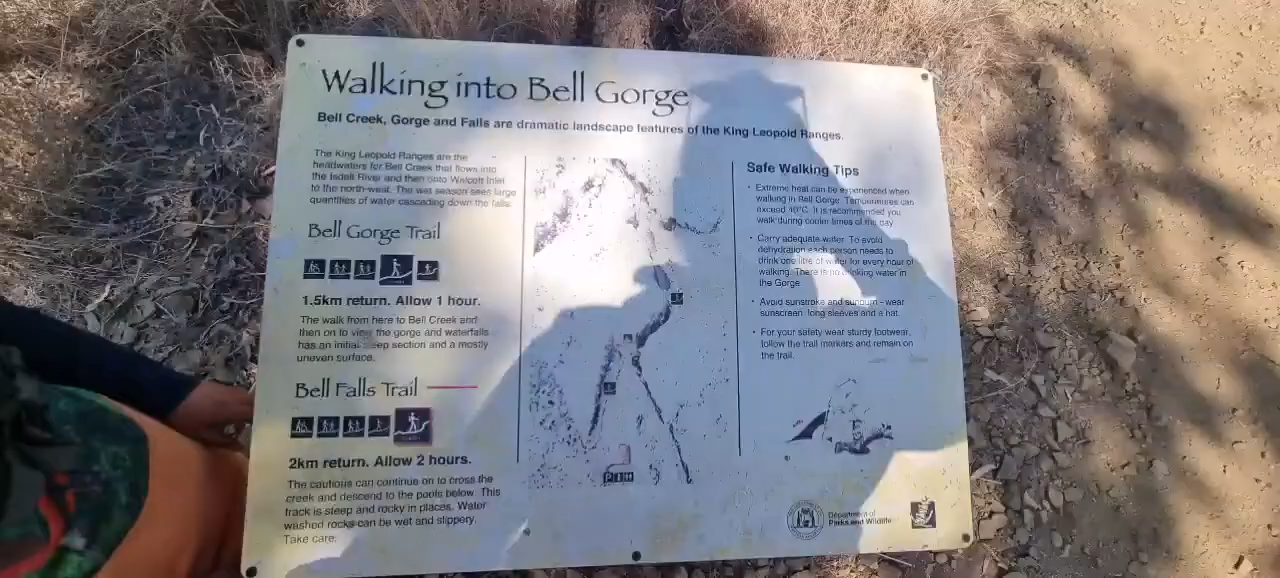 Walking into Bell Gorge
Bell Creek, Gorge and Falls are dramatic landscape features of the King Leopold Ranges.
The King Leopold Ranges are the
headwaters for Bell Creek that flows into
the Isdell River and then onto Walcott Inlet
to the north-west. The wet season sees large
quantities of water cascading down the falls.
Bell Gorge Trail
1.5km return. Allow 1 hour.
The walk from here to Bell Creek and
then on to view the gorge and waterfalls
has an initial steep section and a mostly
uneven surface.
Bell Falls Trail
2km return. Allow 2 hours.
The cautious can continue on to cross the
creek and descend to the pools below. This
track is steep and rocky in places. Water
washed rocks can be wet and slippery.
Take care.
P
Safe Walking Tips
• Extreme heat can be experienced when
walking in Bell Gorge. Temperatures can
exceed 40°C. It is recommended you
walk during cooler times of the day.
• Carry adequate water. To avoid
dehydration each person needs to
drink one litre of water for every hour of
walking. There is no drinking water in
the Gorge
• Avoid sunstroke and sunburn - wear
sunscreen, long sleeves and a hat.
• For your safety wear sturdy footwear,
follow the trail markers and remain on
the trail.
Department of
Parks and Wildlife